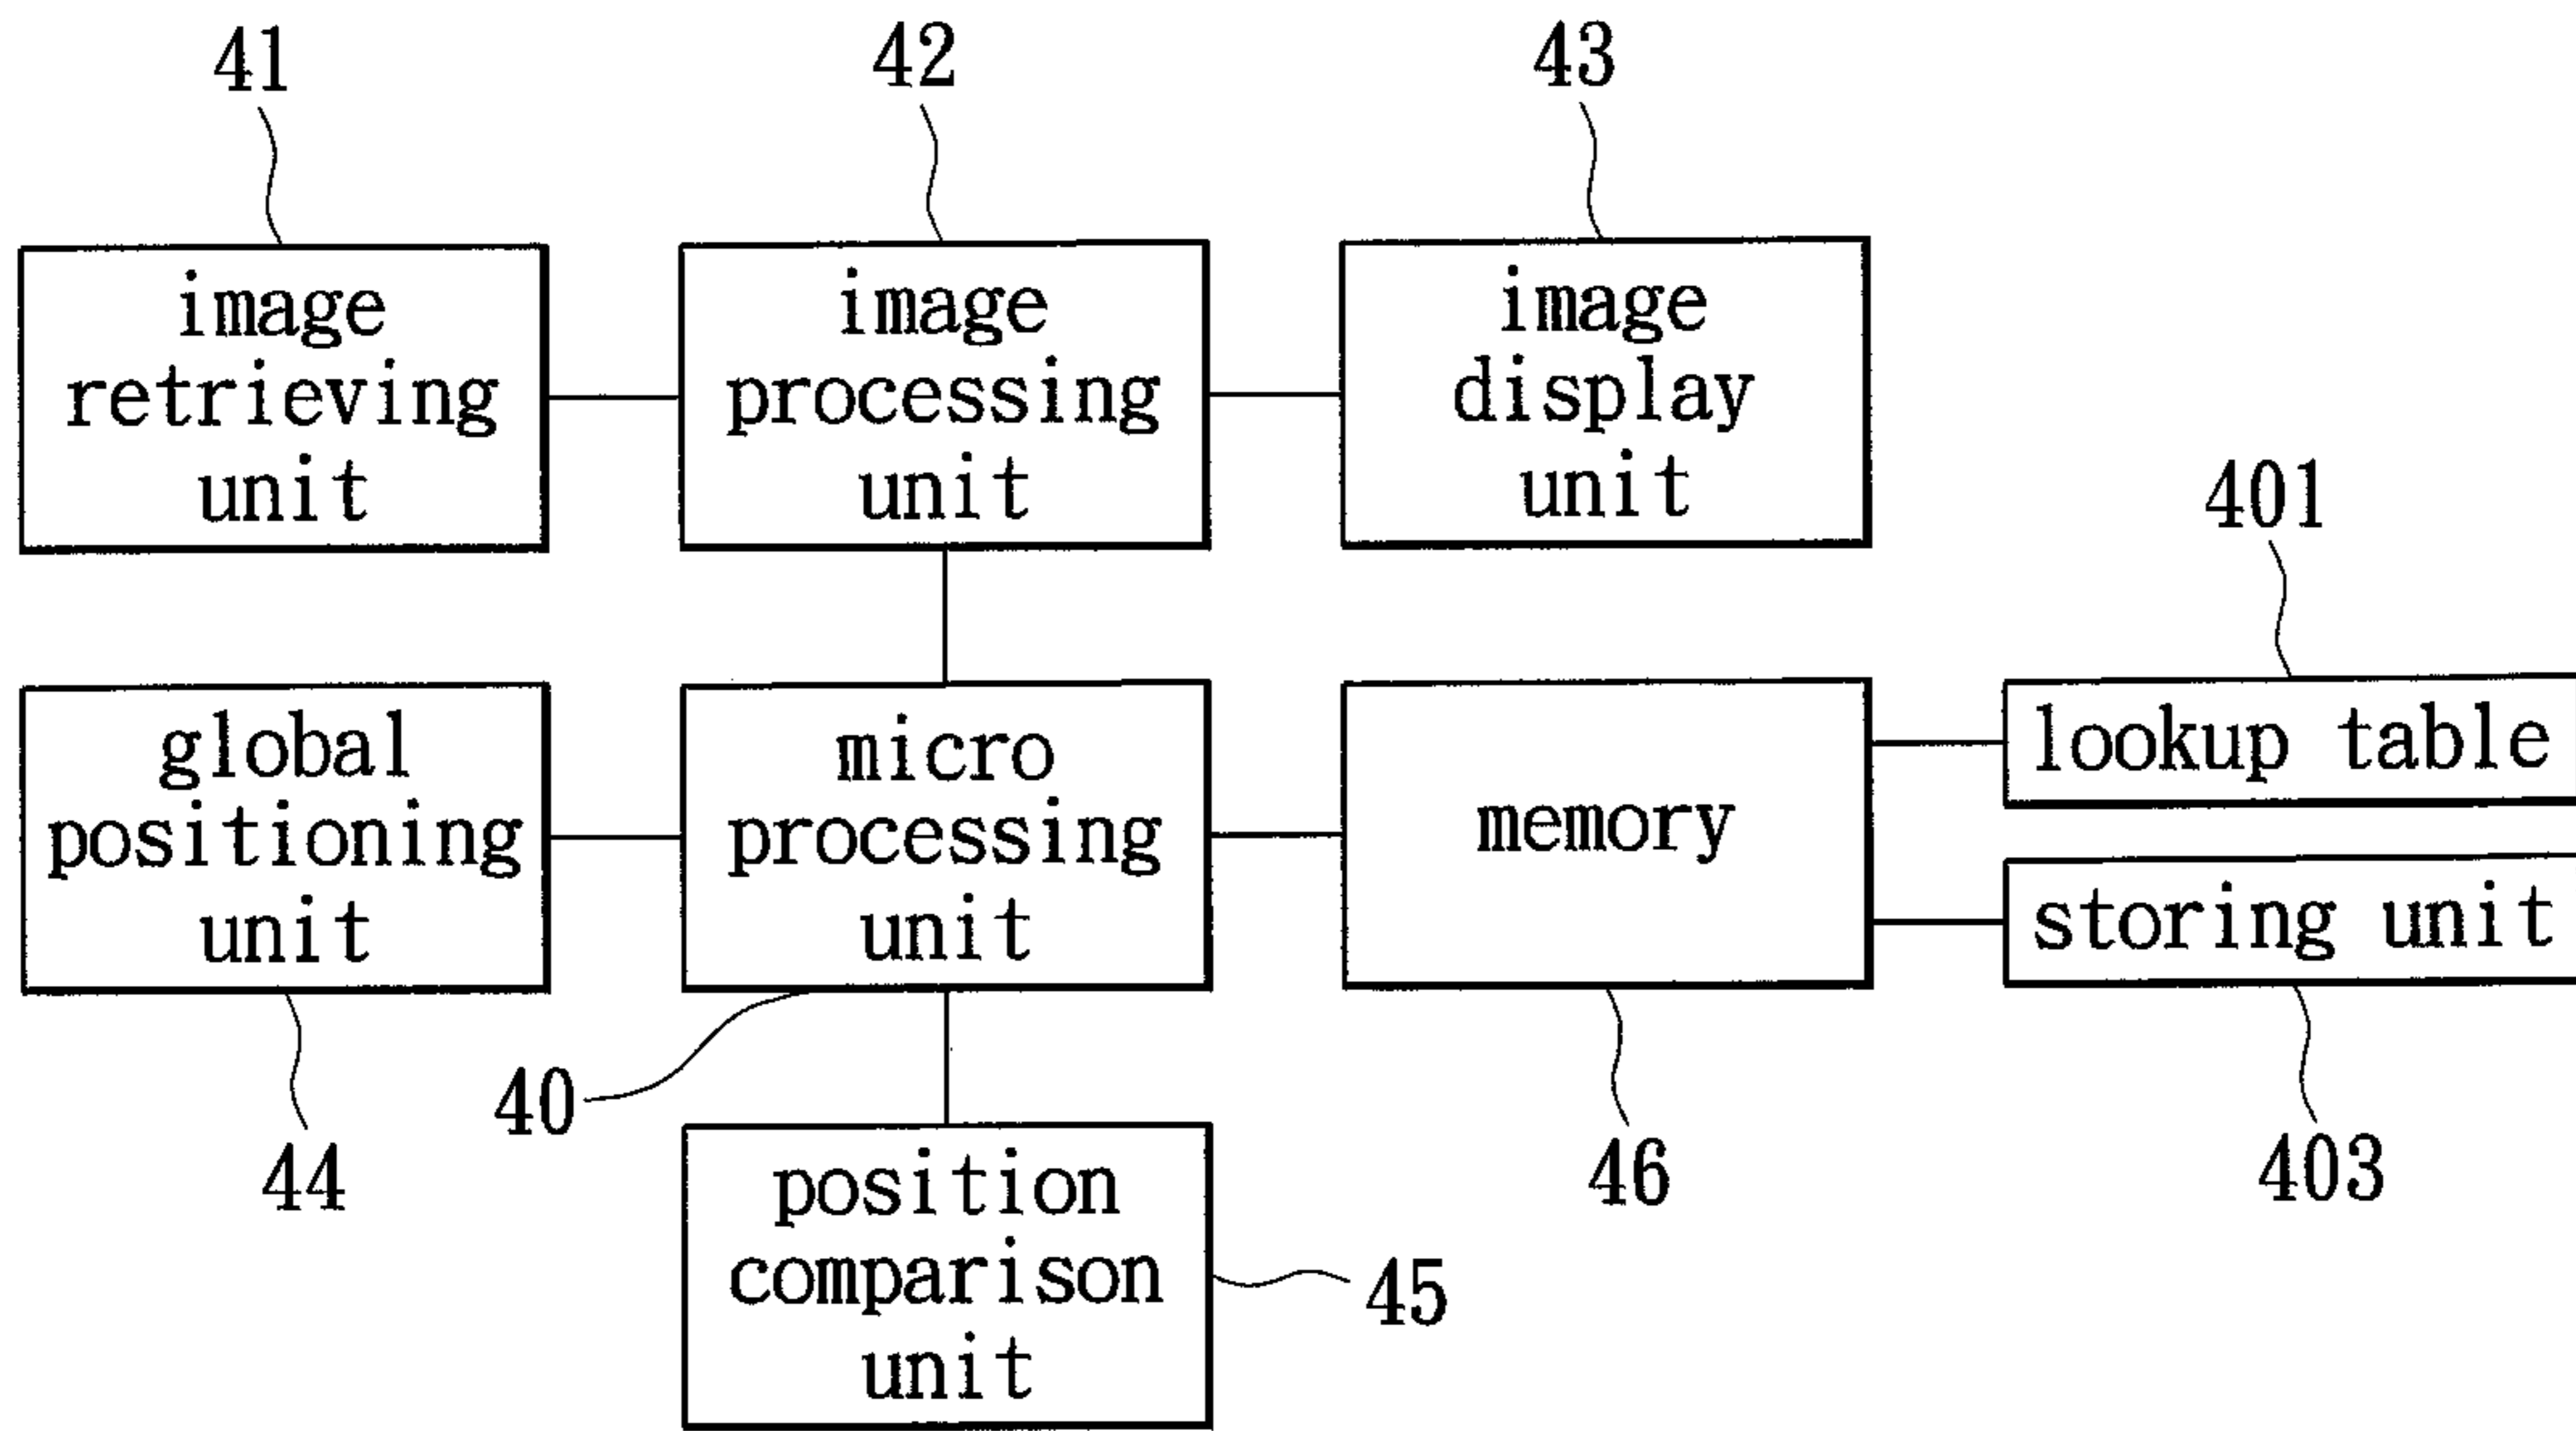 41
42
43
image
retrieving
unit
image
processing
unit
image
display
unit
401
global
positioning
unit
micro
processing
unit
memory
lookup table
storing unit
40
44
46
403
position
comparison
unit
45